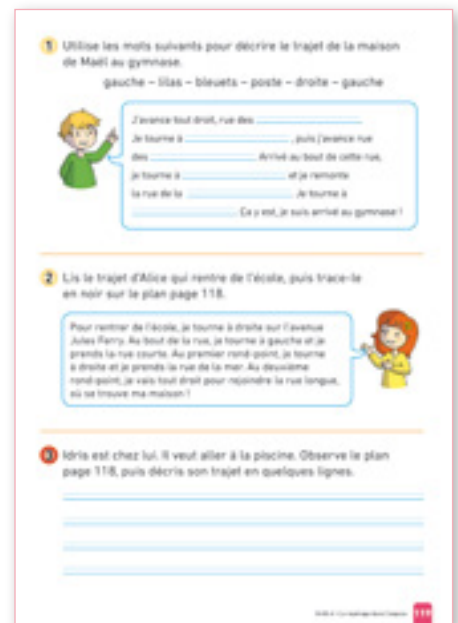 1 Utilise les mots suivants pour décrire le trajet de la maison
de Maël au gymnase.
gauche – lilas – bleuets – poste – droite – gauche
J'avance tout droit, rue des
Je tourne à , puis j'avance rue
des . Arrivé au bout de cette rue,
je tourne à et je remonte
la rue de la . Je tourne à
. Ça y est, je suis arrivé au gymnase !
2 Lis le trajet d'Alice qui rentre de l'école, puis trace-le
en noir sur le plan page 118.
Pour rentrer de l'école, je tourne à droite sur l'avenue
Jules Ferry. Au bout de la rue, je tourne à gauche et je
prends la rue courte. Au premier rond-point, je tourne
à droite et je prends la rue de la mer. Au deuxième
rond-point, je vais tout droit pour rejoindre la rue longue,
où se trouve ma maison !
3 Idris est chez lui. Il veut aller à la piscine. Observe le plan
page 118, puis décris son trajet en quelques lignes.
119